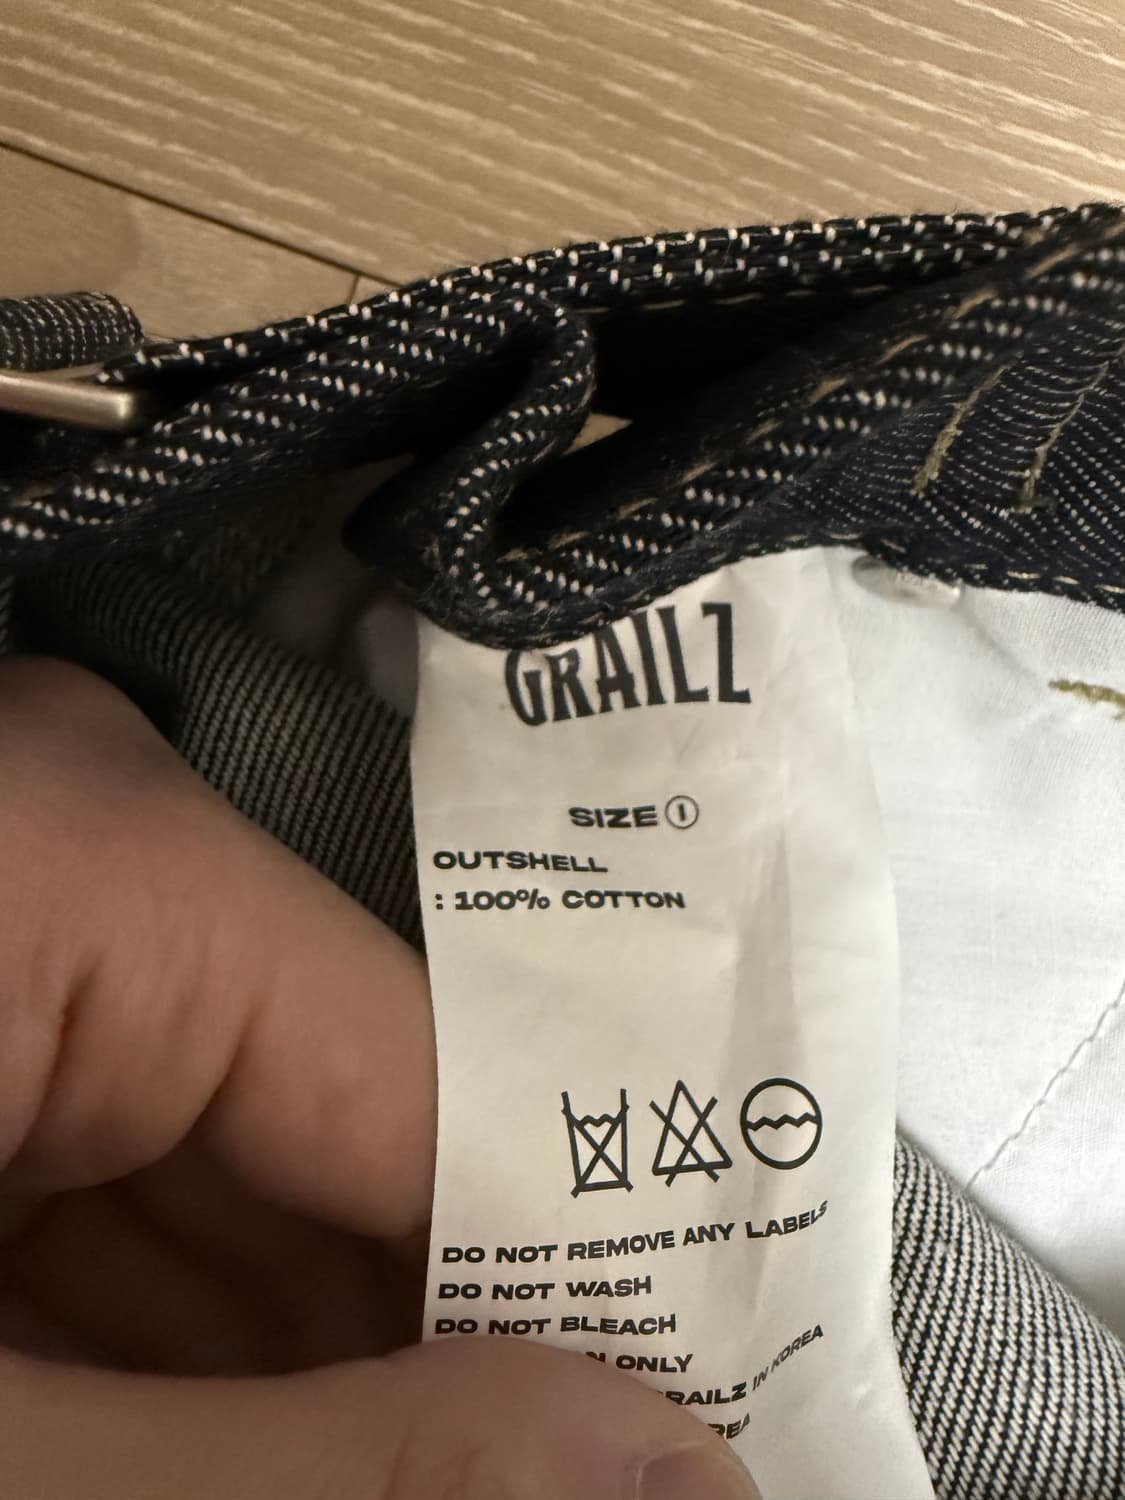 GRAILZ
SIZE 1
OUTSHELL
: 100% COTTON
DO NOT REMOVE ANY LABELS
DO NOT WASH
DO NOT BLEACH
ONLY
IN KOREA